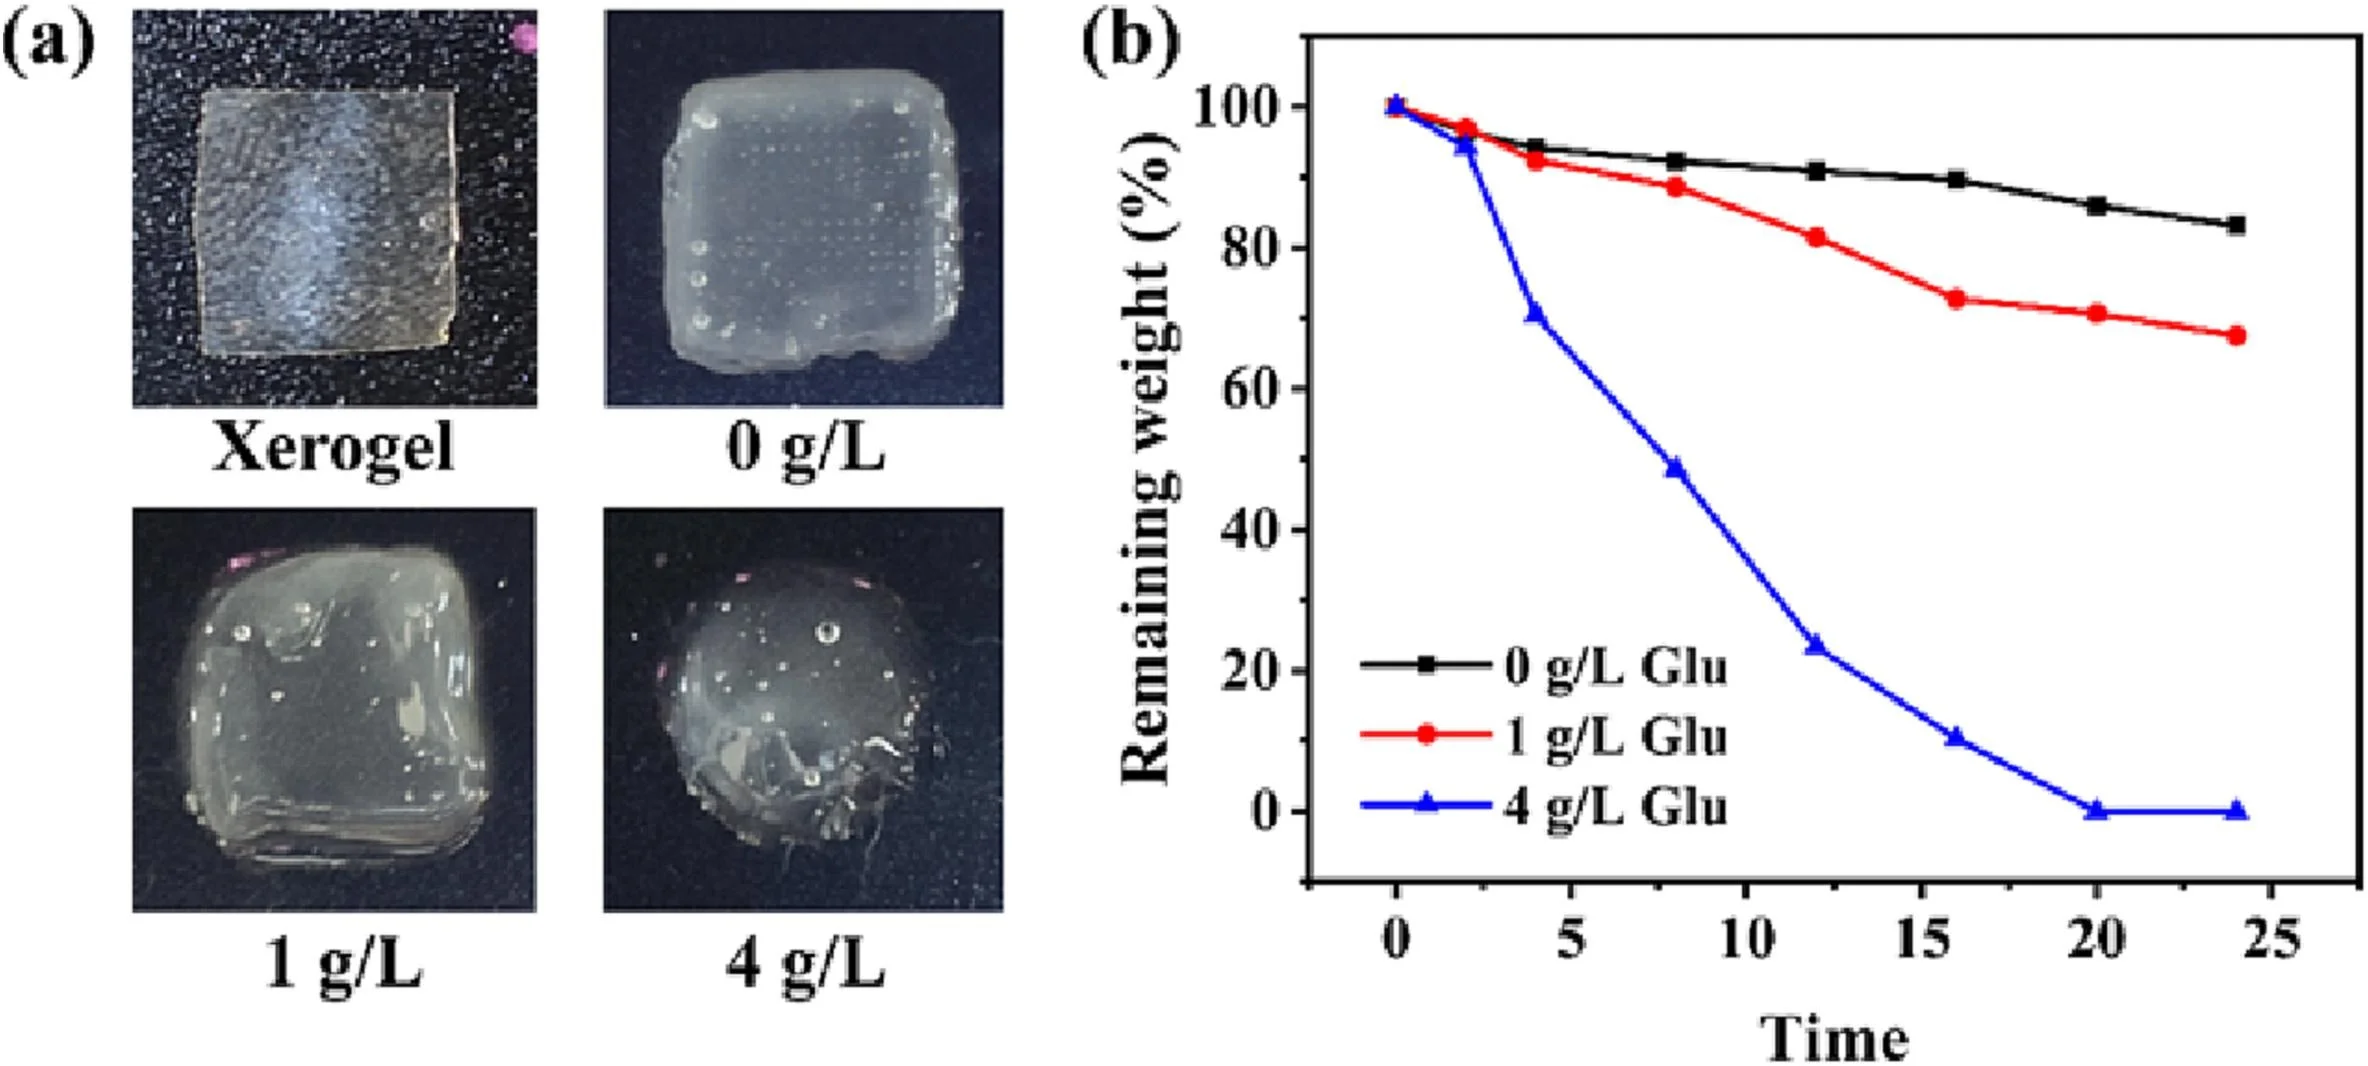 (a)
Xerogel
0 g/L
1 g/L
4 g/L
(b)
Remaining weight (%)
100
80
60
40
20
0
0 g/L Glu
1 g/L Glu
4 g/L Glu
0 5 10 15 20 25
Time